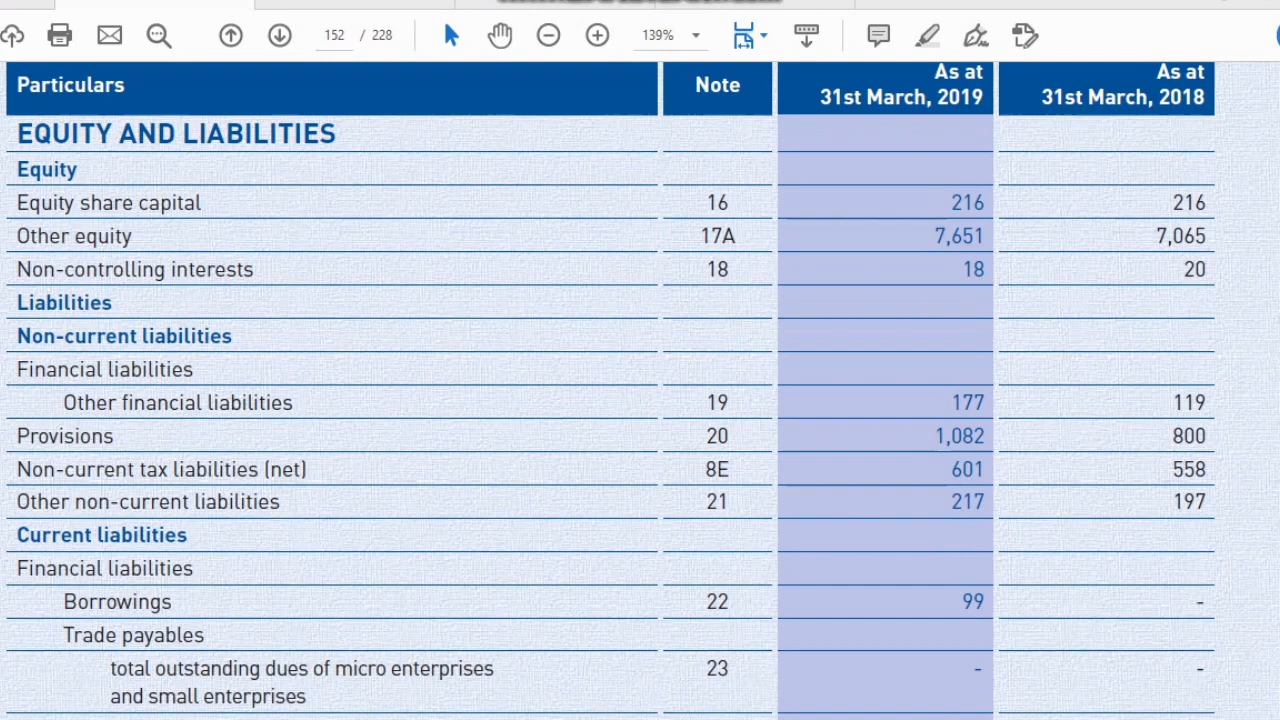 152 / 228 139%
Particulars Note As at 31st March, 2019 As at 31st March, 2018
EQUITY AND LIABILITIES
Equity
Equity share capital 16 216 216
Other equity 17A 7,651 7,065
Non-controlling interests 18 18 20
Liabilities
Non-current liabilities
Financial liabilities
Other financial liabilities 19 177 119
Provisions 20 1,082 800
Non-current tax liabilities (net) 8E 601 558
Other non-current liabilities 21 217 197
Current liabilities
Financial liabilities
Borrowings 22 99 -
Trade payables
total outstanding dues of micro enterprises 23 - -
and small enterprises